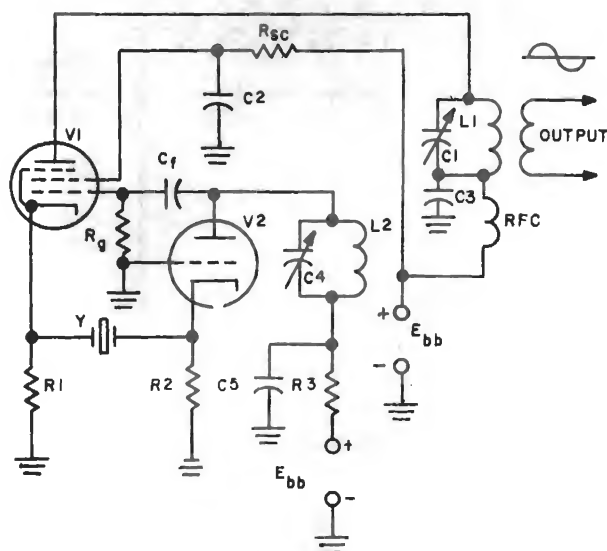 Rsc
C2
V1
Cf
V2
Rg
L1
C1
C3
OUTPUT
RFC
L2
C4
Y
+
Ebb
-
R1
R2
C5
R3
+
Ebb
-